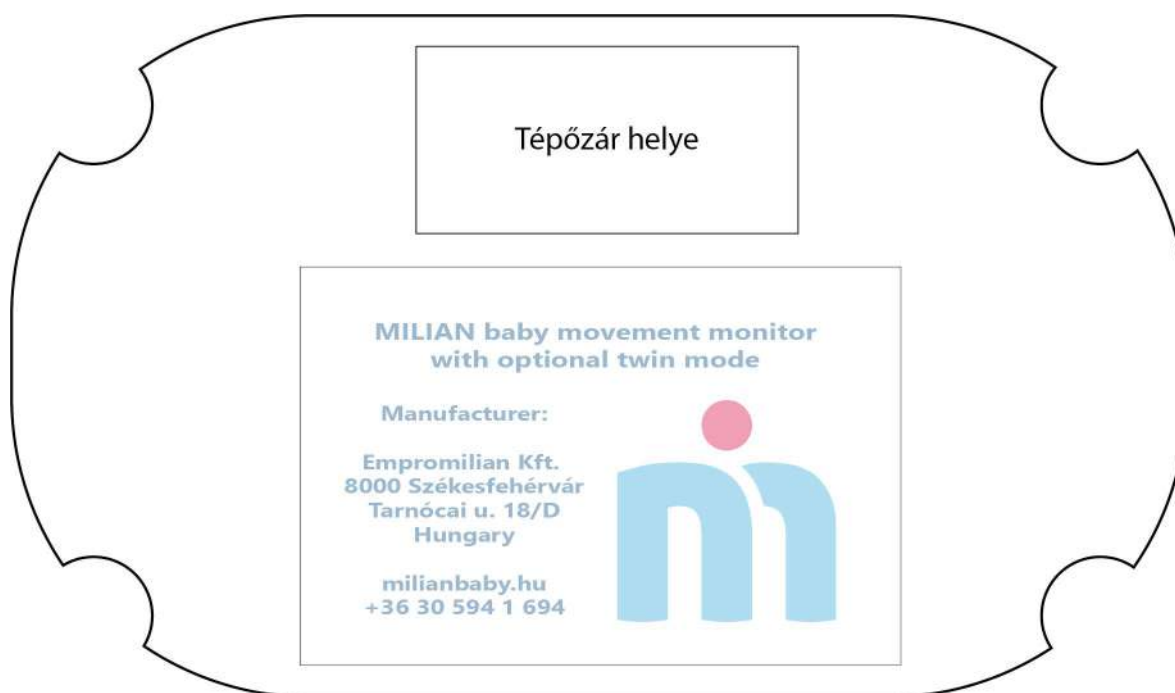 Tépőzár helye
MILIAN baby movement monitor
with optional twin mode
Manufacturer:
Empromilian Kft.
8000 Székesfehérvár
Tarnócai u. 18/D
Hungary
milianbaby.hu
+36 30 594 1 694